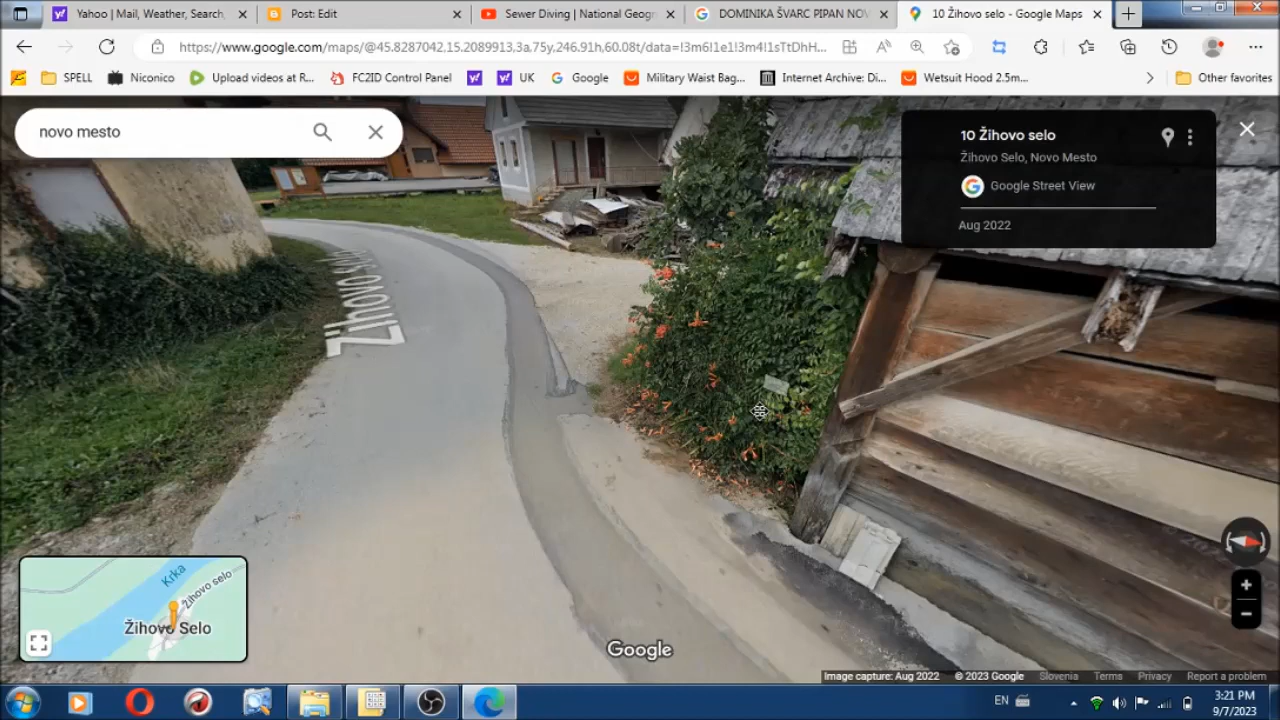 Yahoo | Mail, Weather, Search,
Post: Edit
Sewer Diving | National Geogr
DOMINIKA ŠVARC PIPAN NOV
10 Žihovo selo - Google Maps
https://www.google.com/maps/@45.8287042,15.2089913,3a,75y,246.91h,60.08t/data=!3m6!1e1!3m4!1sTtDhH...
SPELL
Niconico
Upload videos at R...
FC2ID Control Panel
UK
Google
Military Waist Bag...
Internet Archive: Di...
Wetsuit Hood 2.5m...
Other favorites
novo mesto
10 Žihovo selo
Žihovo Selo, Novo Mesto
Google Street View
Aug 2022
Žihovo selo
Krka
Žihovo selo
Žihovo Selo
Google
Image capture: Aug 2022 © 2023 Google Slovenia Terms Privacy Report a problem
EN
3:21 PM
9/7/2023